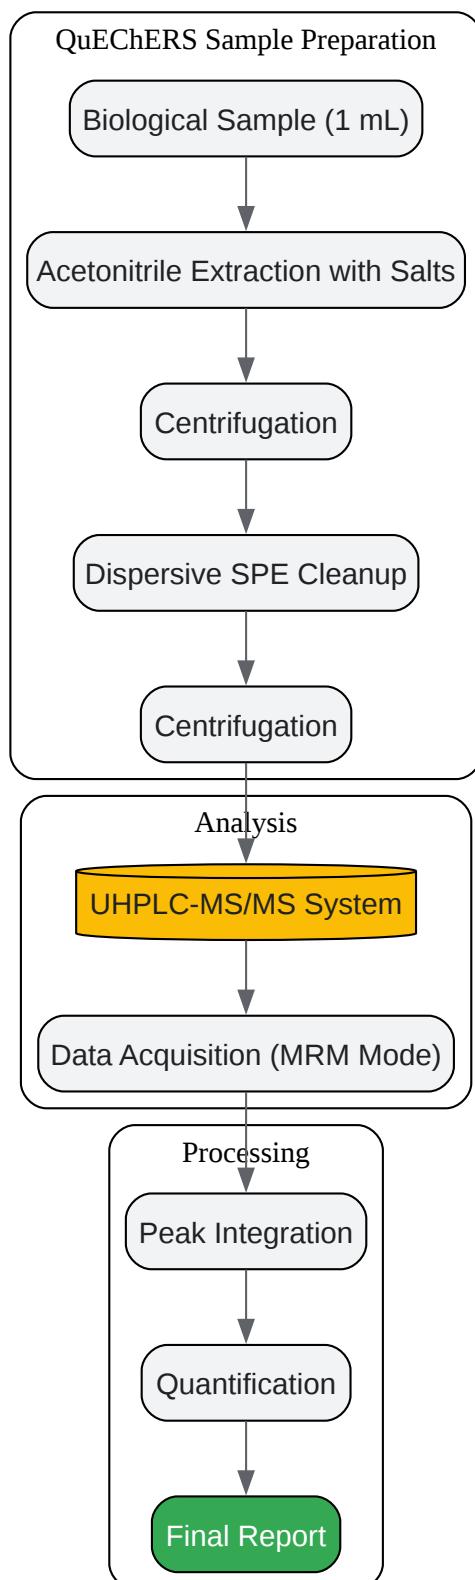 QuEChERS Sample Preparation
Biological Sample (1 mL)
Acetonitrile Extraction with Salts
Centrifugation
Dispersive SPE Cleanup
Centrifugation
Analysis
UHPLC-MS/MS System
Data Acquisition (MRM Mode)
Processing
Peak Integration
Quantification
Final Report